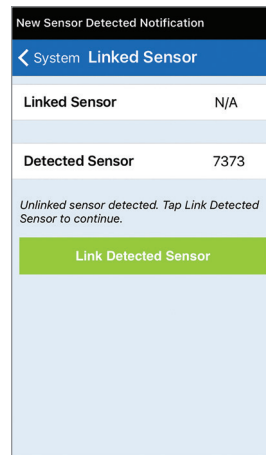 New Sensor Detected Notification
System Linked Sensor
Linked Sensor N/A
Detected Sensor 7373
Unlinked sensor detected. Tap Link Detected
Sensor to continue.
Link Detected Sensor